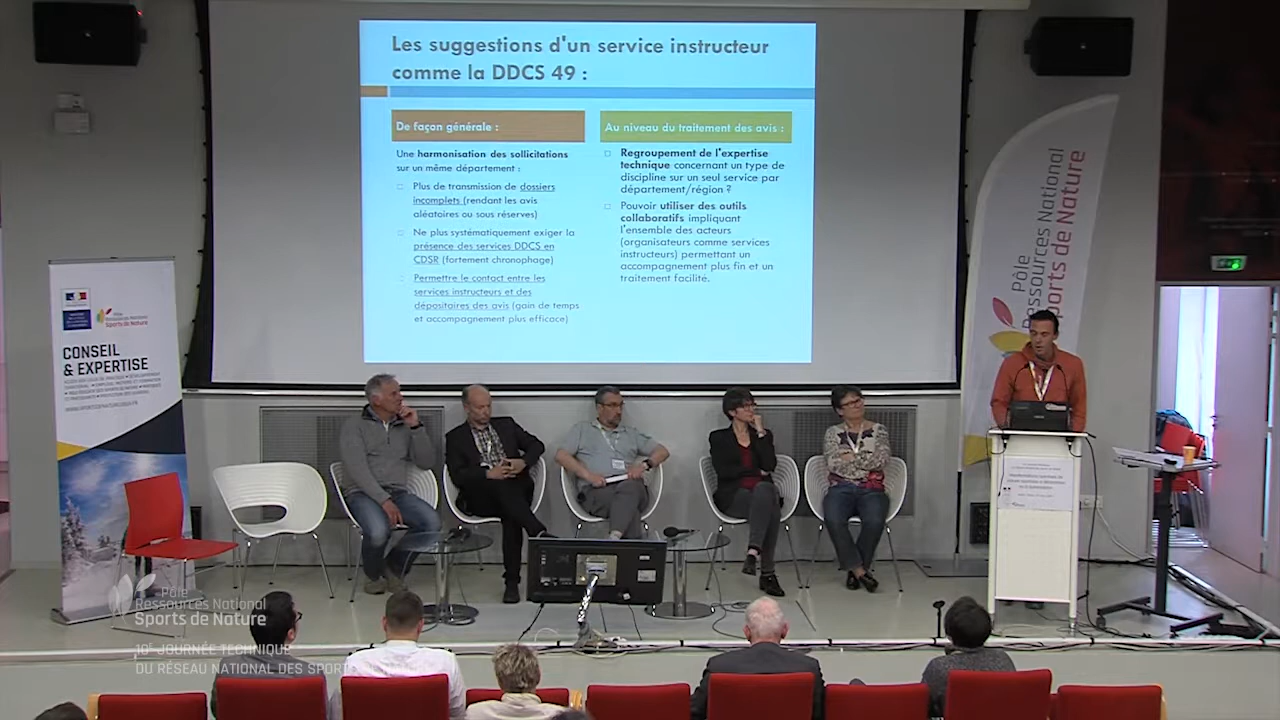 Les suggestions d'un service instructeur
comme la DDCS 49 :
De façon générale :
Une harmonisation des sollicitations
sur un même département :
Plus de transmission de dossiers
incomplets (rendant les avis
aléatoires ou sous réserves)
Ne plus systématiquement exiger la
présence des services DDCS en
CDSR (fortement chronophage)
Permettre le contact entre les
services instructeurs et des
dépositaires des avis (gain de temps
et accompagnement plus efficace)
Au niveau du traitement des avis :
Regroupement de l'expertise
technique concernant un type de
discipline sur un seul service par
département/région ?
Pouvoir utiliser des outils
collaboratifs impliquant
l'ensemble des acteurs
(organisateurs comme services
instructeurs) permettant un
accompagnement plus fin et un
traitement facilité.
Pôle
Ressources National
Sports de Nature
Pôle
Ressources National
Sports de Nature
CONSEIL
& EXPERTISE
Pôle
Ressources National
Sports de Nature
10e JOURNÉE TECHNIQUE
DU RÉSEAU NATIONAL DES SPORTS